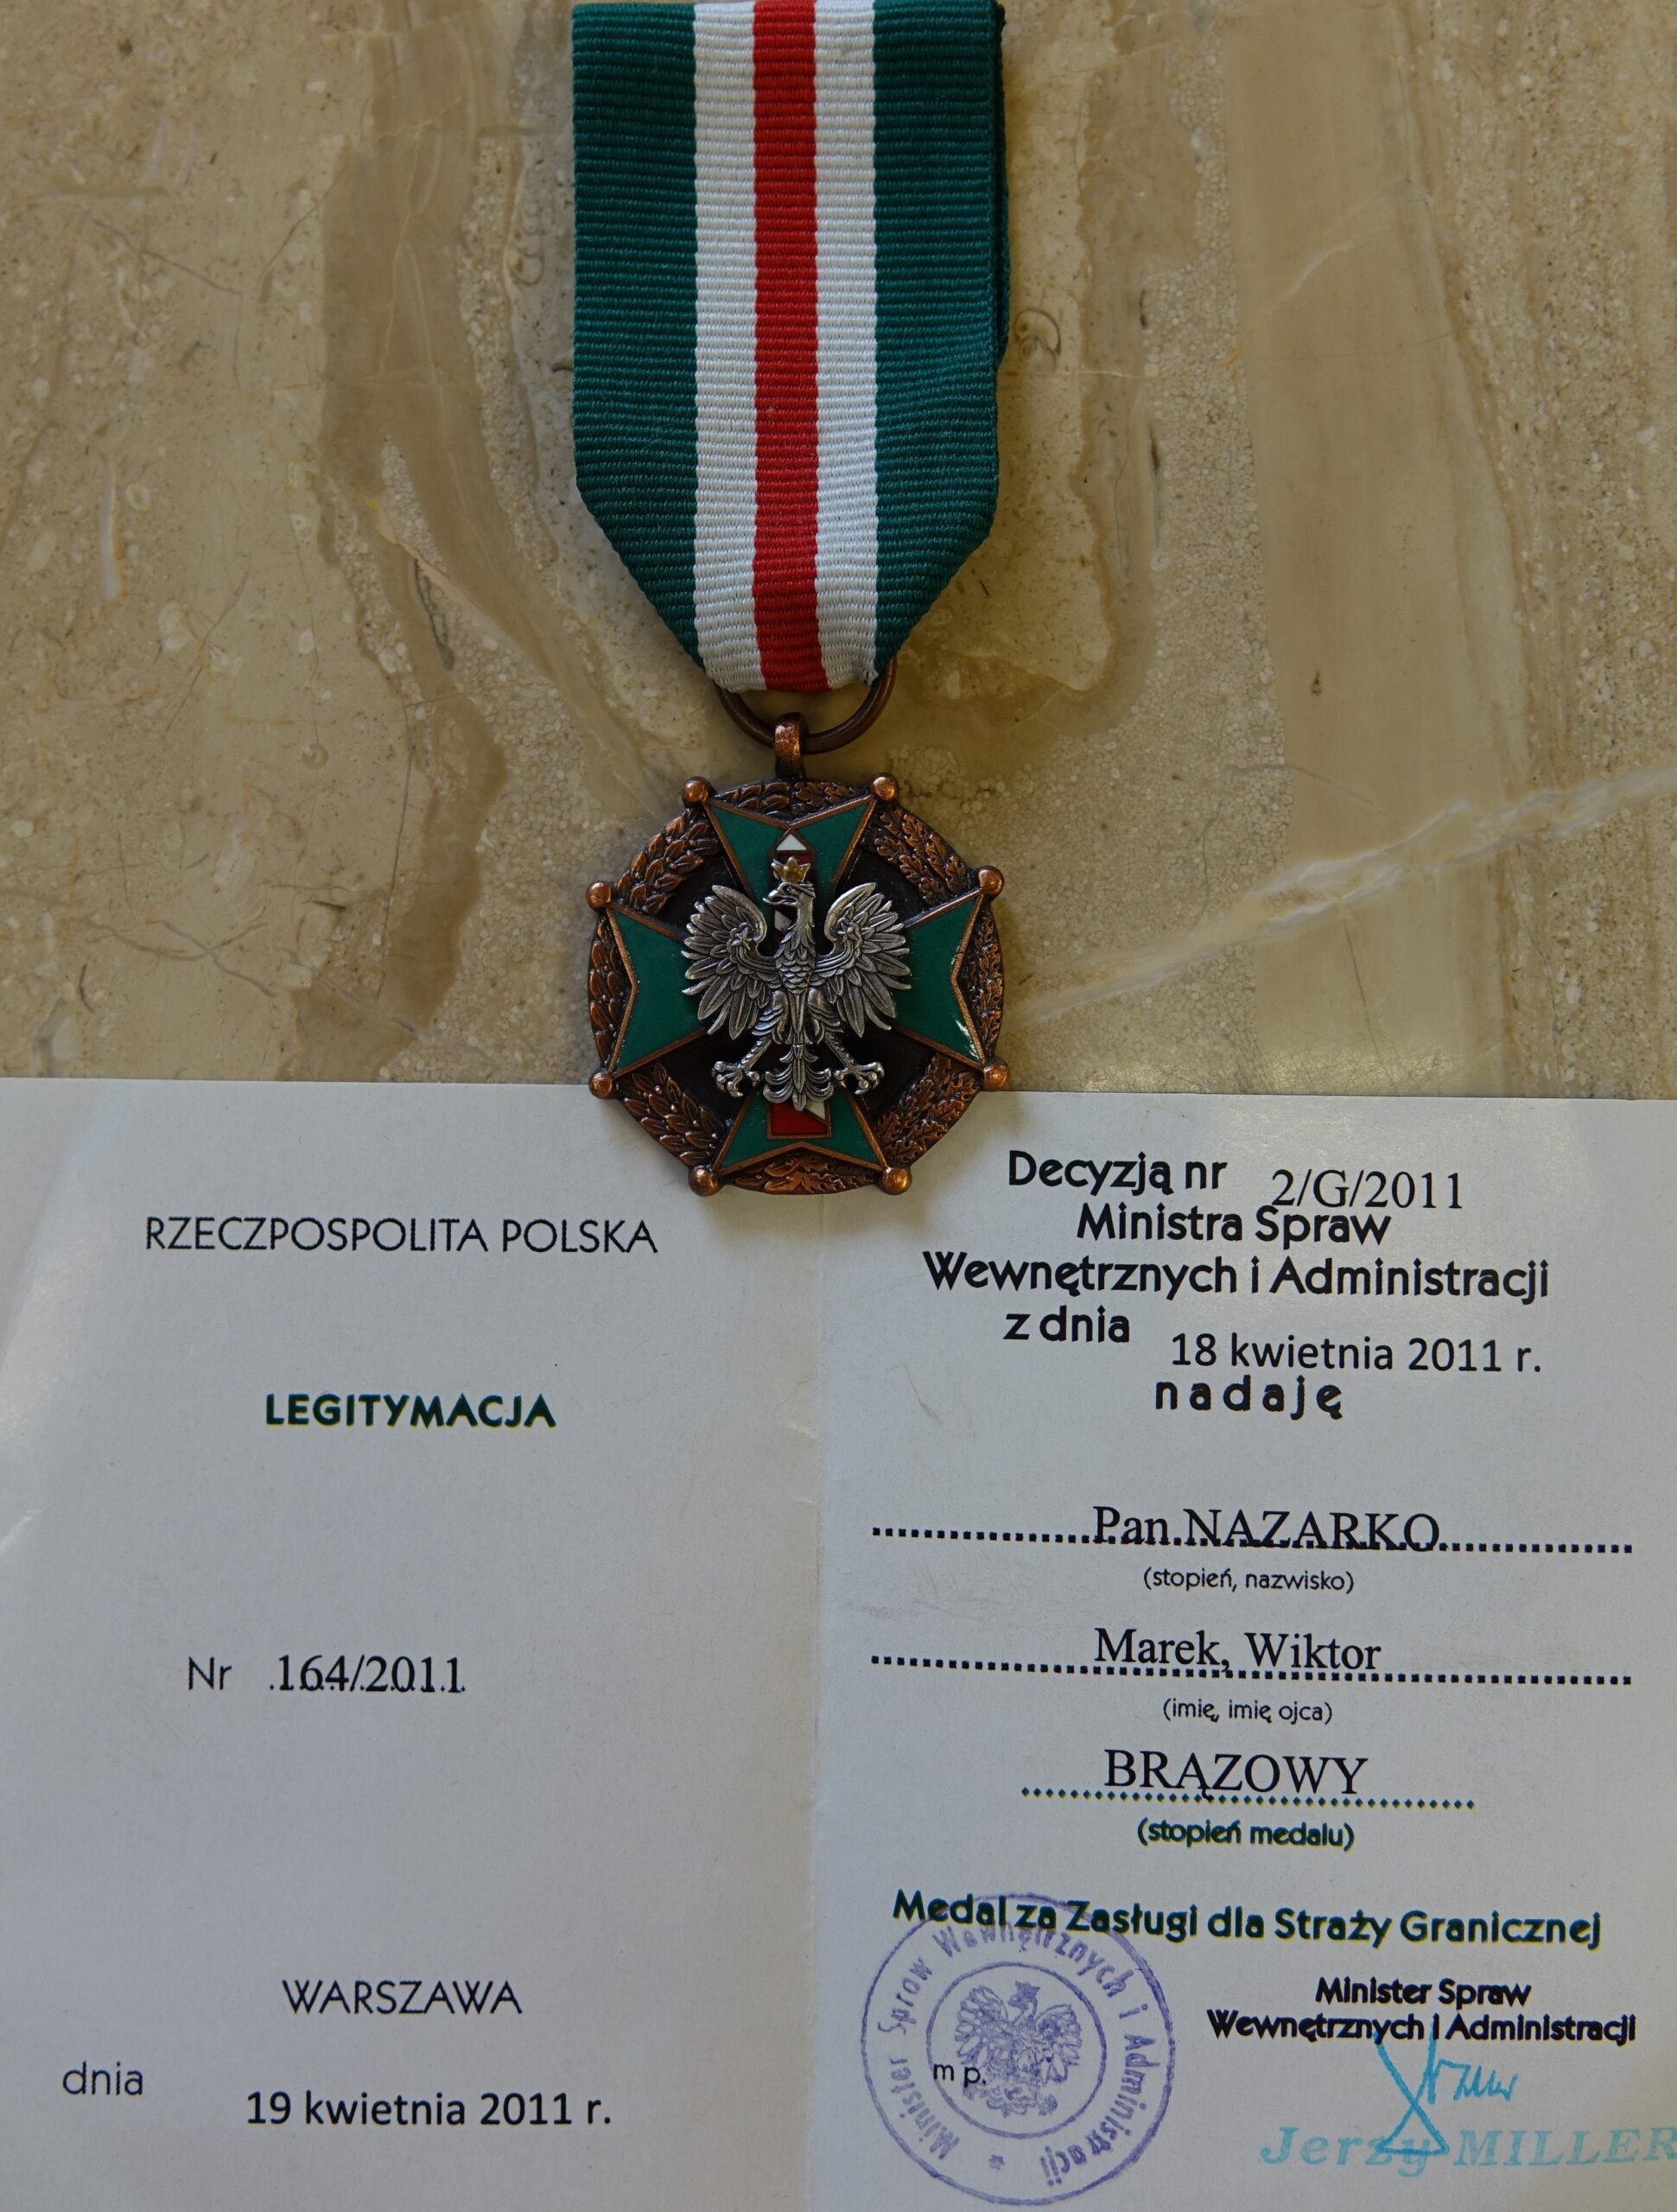 RZECZPOSPOLITA POLSKA
LEGITYMACJA
Nr 164/2011
WARSZAWA
dnia 19 kwietnia 2011 r.
Decyzją nr 2/G/2011
Ministra Spraw
Wewnętrznych i Administracji
z dnia 18 kwietnia 2011 r.
nadaję
Pan NAZARKO
(stopień, nazwisko)
Marek, Wiktor
(imię, imię ojca)
BRĄZOWY
(stopień medalu)
Medal za Zasługi dla Straży Granicznej
Minister Spraw
Wewnętrznych i Administracji
m p.
Minister Spraw Wewnętrznych i Administracji
Jerzy MILLER